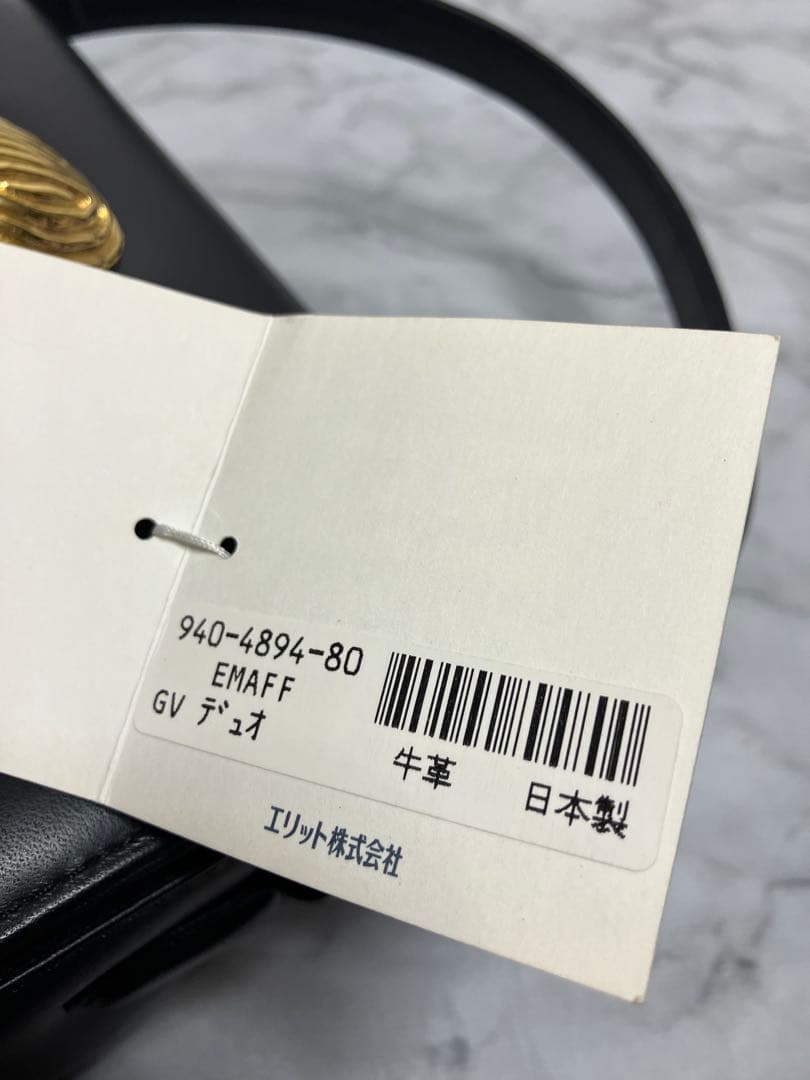 940-4894-80
EMAFF
GV デュオ
牛革
日本製
エリット株式会社